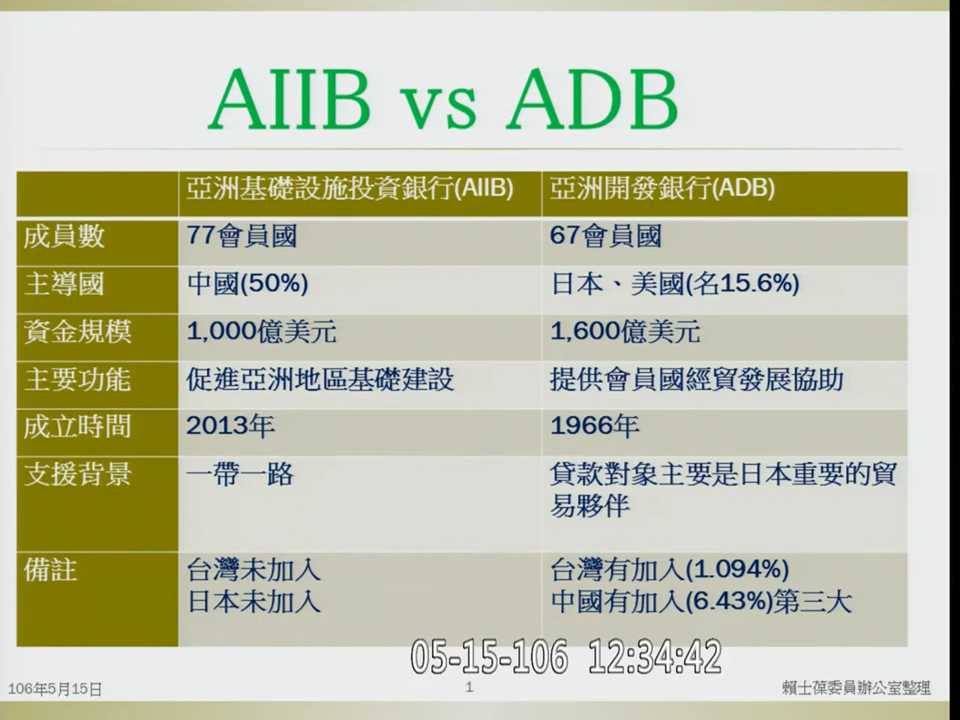 AIIB vs ADB
亞洲基礎設施投資銀行(AIIB) 亞洲開發銀行(ADB)
成員數 77會員國 67會員國
主導國 中國(50%) 日本、美國(名15.6%)
資金規模 1,000億美元 1,600億美元
主要功能 促進亞洲地區基礎建設 提供會員國經貿發展協助
成立時間 2013年 1966年
支援背景 一帶一路 貸款對象主要是日本重要的貿
易夥伴
備註 台灣未加入 台灣有加入(1.094%)
日本未加入 中國有加入(6.43%)第三大
05-15-106 12:34:42
106年5月15日 1 賴士葆委員辦公室整理